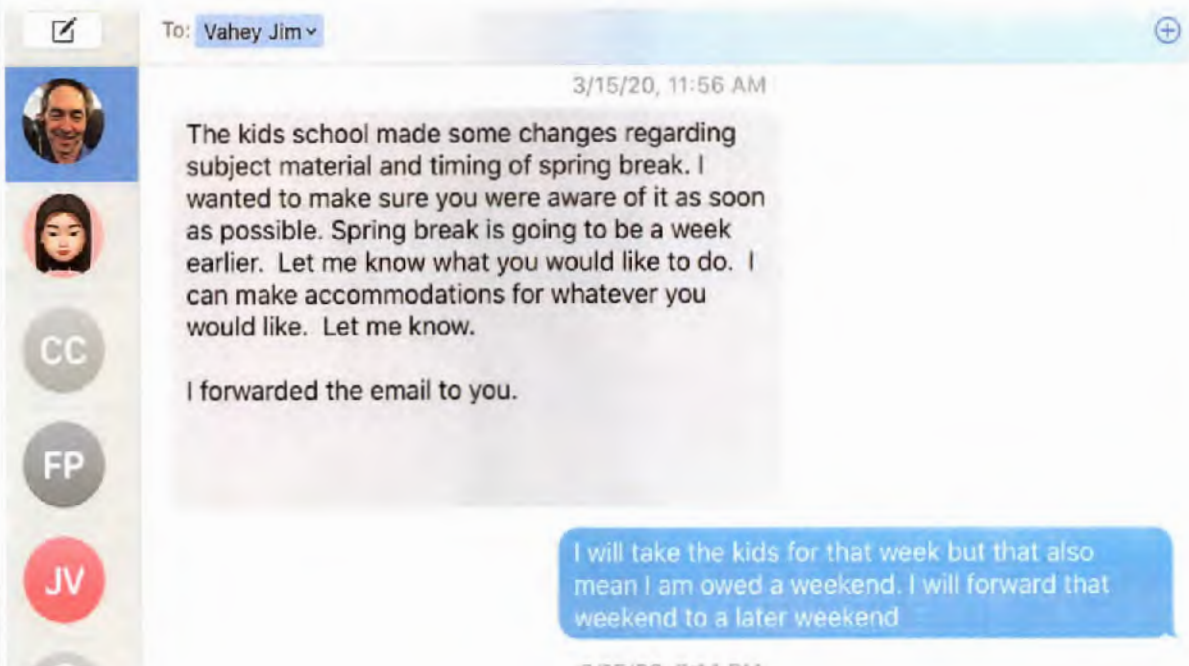 To: Vahey Jim
3/15/20, 11:56 AM
The kids school made some changes regarding
subject material and timing of spring break. I
wanted to make sure you were aware of it as soon
as possible. Spring break is going to be a week
earlier. Let me know what you would like to do. I
can make accommodations for whatever you
would like. Let me know.
I forwarded the email to you.
CC
FP
JV
I will take the kids for that week but that also
mean I am owed a weekend. I will forward that
weekend to a later weekend